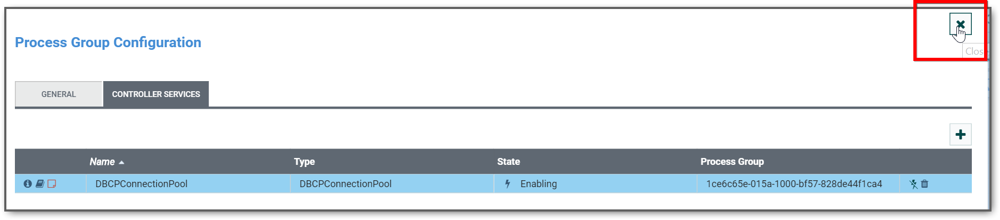 Process Group Configuration
Clos
GENERAL
CONTROLLER SERVICES
Name
Type
State
Process Group
DBCPConnectionPool
DBCPConnectionPool
Enabling
1ce6c65e-015a-1000-bf57-828de44f1ca4